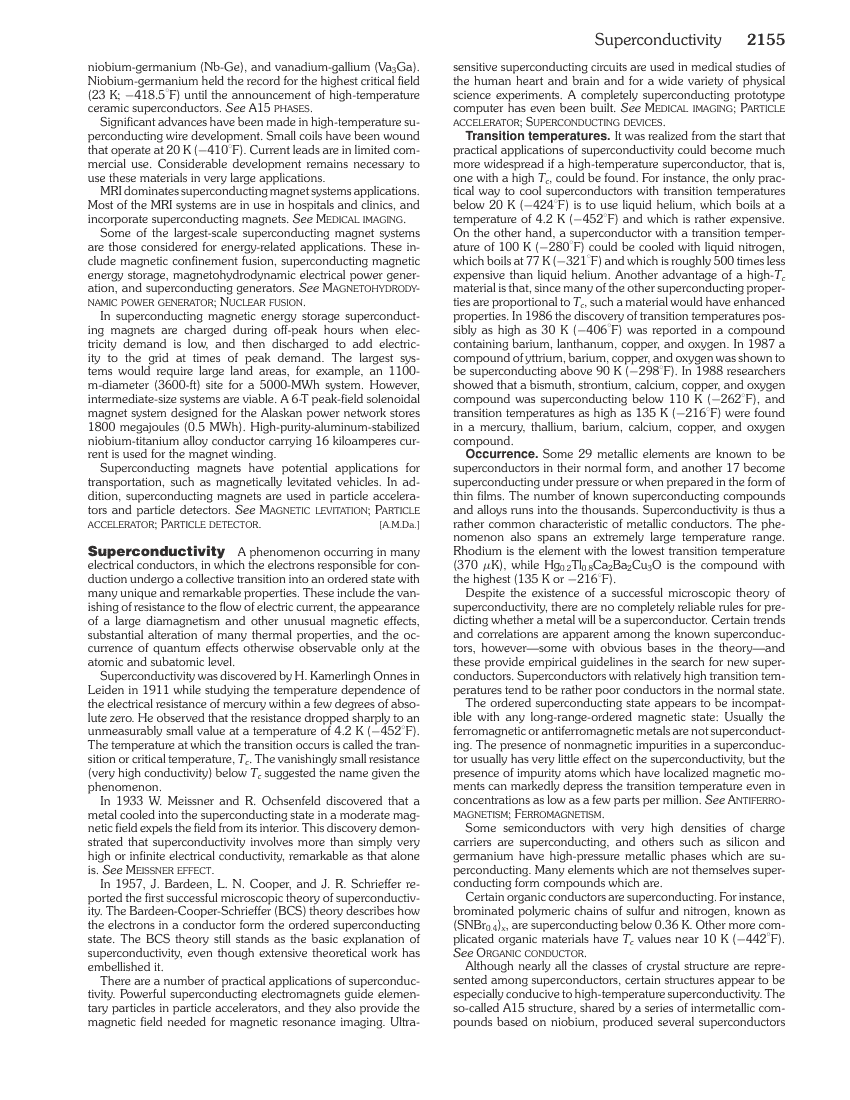 Superconductivity 2155
niobium-germanium (Nb-Ge), and vanadium-gallium (Va₃Ga).
Niobium-germanium held the record for the highest critical field
(23 K; −418.5°F) until the announcement of high-temperature
ceramic superconductors. See A15 PHASES.
Significant advances have been made in high-temperature su-
perconducting wire development. Small coils have been wound
that operate at 20 K (−410°F). Current leads are in limited com-
mercial use. Considerable development remains necessary to
use these materials in very large applications.
MRI dominates superconducting magnet systems applications.
Most of the MRI systems are in use in hospitals and clinics, and
incorporate superconducting magnets. See MEDICAL IMAGING.
Some of the largest-scale superconducting magnet systems
are those considered for energy-related applications. These in-
clude magnetic confinement fusion, superconducting magnetic
energy storage, magnetohydrodynamic electrical power gener-
ation, and superconducting generators. See MAGNETOHYDRODY-
NAMIC POWER GENERATOR; NUCLEAR FUSION.
In superconducting magnetic energy storage superconduct-
ing magnets are charged during off-peak hours when elec-
tricity demand is low, and then discharged to add electric-
ity to the grid at times of peak demand. The largest sys-
tems would require large land areas, for example, an 1100-
m-diameter (3600-ft) site for a 5000-MWh system. However,
intermediate-size systems are viable. A 6-T peak-field solenoidal
magnet system designed for the Alaskan power network stores
1800 megajoules (0.5 MWh). High-purity-aluminum-stabilized
niobium-titanium alloy conductor carrying 16 kiloamperes cur-
rent is used for the magnet winding.
Superconducting magnets have potential applications for
transportation, such as magnetically levitated vehicles. In ad-
dition, superconducting magnets are used in particle accelera-
tors and particle detectors. See MAGNETIC LEVITATION; PARTICLE
ACCELERATOR; PARTICLE DETECTOR. [A.M.Da.]
Superconductivity A phenomenon occurring in many
electrical conductors, in which the electrons responsible for con-
duction undergo a collective transition into an ordered state with
many unique and remarkable properties. These include the van-
ishing of resistance to the flow of electric current, the appearance
of a large diamagnetism and other unusual magnetic effects,
substantial alteration of many thermal properties, and the oc-
currence of quantum effects otherwise observable only at the
atomic and subatomic level.
Superconductivity was discovered by H. Kamerlingh Onnes in
Leiden in 1911 while studying the temperature dependence of
the electrical resistance of mercury within a few degrees of abso-
lute zero. He observed that the resistance dropped sharply to an
unmeasurably small value at a temperature of 4.2 K (−452°F).
The temperature at which the transition occurs is called the tran-
sition or critical temperature, Tc. The vanishingly small resistance
(very high conductivity) below Tc suggested the name given the
phenomenon.
In 1933 W. Meissner and R. Ochsenfeld discovered that a
metal cooled into the superconducting state in a moderate mag-
netic field expels the field from its interior. This discovery demon-
strated that superconductivity involves more than simply very
high or infinite electrical conductivity, remarkable as that alone
is. See MEISSNER EFFECT.
In 1957, J. Bardeen, L. N. Cooper, and J. R. Schrieffer re-
ported the first successful microscopic theory of superconductiv-
ity. The Bardeen-Cooper-Schrieffer (BCS) theory describes how
the electrons in a conductor form the ordered superconducting
state. The BCS theory still stands as the basic explanation of
superconductivity, even though extensive theoretical work has
embellished it.
There are a number of practical applications of superconduc-
tivity. Powerful superconducting electromagnets guide elemen-
tary particles in particle accelerators, and they also provide the
magnetic field needed for magnetic resonance imaging. Ultra-
sensitive superconducting circuits are used in medical studies of
the human heart and brain and for a wide variety of physical
science experiments. A completely superconducting prototype
computer has even been built. See MEDICAL IMAGING; PARTICLE
ACCELERATOR; SUPERCONDUCTING DEVICES.
Transition temperatures. It was realized from the start that
practical applications of superconductivity could become much
more widespread if a high-temperature superconductor, that is,
one with a high Tc, could be found. For instance, the only prac-
tical way to cool superconductors with transition temperatures
below 20 K (−424°F) is to use liquid helium, which boils at a
temperature of 4.2 K (−452°F) and which is rather expensive.
On the other hand, a superconductor with a transition temper-
ature of 100 K (−280°F) could be cooled with liquid nitrogen,
which boils at 77 K (−321°F) and which is roughly 500 times less
expensive than liquid helium. Another advantage of a high-Tc
material is that, since many of the other superconducting proper-
ties are proportional to Tc, such a material would have enhanced
properties. In 1986 the discovery of transition temperatures pos-
sibly as high as 30 K (−406°F) was reported in a compound
containing barium, lanthanum, copper, and oxygen. In 1987 a
compound of yttrium, barium, copper, and oxygen was shown to
be superconducting above 90 K (−298°F). In 1988 researchers
showed that a bismuth, strontium, calcium, copper, and oxygen
compound was superconducting below 110 K (−262°F), and
transition temperatures as high as 135 K (−216°F) were found
in a mercury, thallium, barium, calcium, copper, and oxygen
compound.
Occurrence. Some 29 metallic elements are known to be
superconductors in their normal form, and another 17 become
superconducting under pressure or when prepared in the form of
thin films. The number of known superconducting compounds
and alloys runs into the thousands. Superconductivity is thus a
rather common characteristic of metallic conductors. The phe-
nomenon also spans an extremely large temperature range.
Rhodium is the element with the lowest transition temperature
(370 μK), while Hg₀.₂Tl₀.₈Ca₂Ba₂Cu₃O is the compound with
the highest (135 K or −216°F).
Despite the existence of a successful microscopic theory of
superconductivity, there are no completely reliable rules for pre-
dicting whether a metal will be a superconductor. Certain trends
and correlations are apparent among the known superconduc-
tors, however—some with obvious bases in the theory—and
these provide empirical guidelines in the search for new super-
conductors. Superconductors with relatively high transition tem-
peratures tend to be rather poor conductors in the normal state.
The ordered superconducting state appears to be incompat-
ible with any long-range-ordered magnetic state: Usually the
ferromagnetic or antiferromagnetic metals are not superconduct-
ing. The presence of nonmagnetic impurities in a superconduc-
tor usually has very little effect on the superconductivity, but the
presence of impurity atoms which have localized magnetic mo-
ments can markedly depress the transition temperature even in
concentrations as low as a few parts per million. See ANTIFERRO-
MAGNETISM; FERROMAGNETISM.
Some semiconductors with very high densities of charge
carriers are superconducting, and others such as silicon and
germanium have high-pressure metallic phases which are su-
perconducting. Many elements which are not themselves super-
conducting form compounds which are.
Certain organic conductors are superconducting. For instance,
brominated polymeric chains of sulfur and nitrogen, known as
(SNBr₀.₄)ₓ, are superconducting below 0.36 K. Other more com-
plicated organic materials have Tc values near 10 K (−442°F).
See ORGANIC CONDUCTOR.
Although nearly all the classes of crystal structure are repre-
sented among superconductors, certain structures appear to be
especially conducive to high-temperature superconductivity. The
so-called A15 structure, shared by a series of intermetallic com-
pounds based on niobium, produced several superconductors